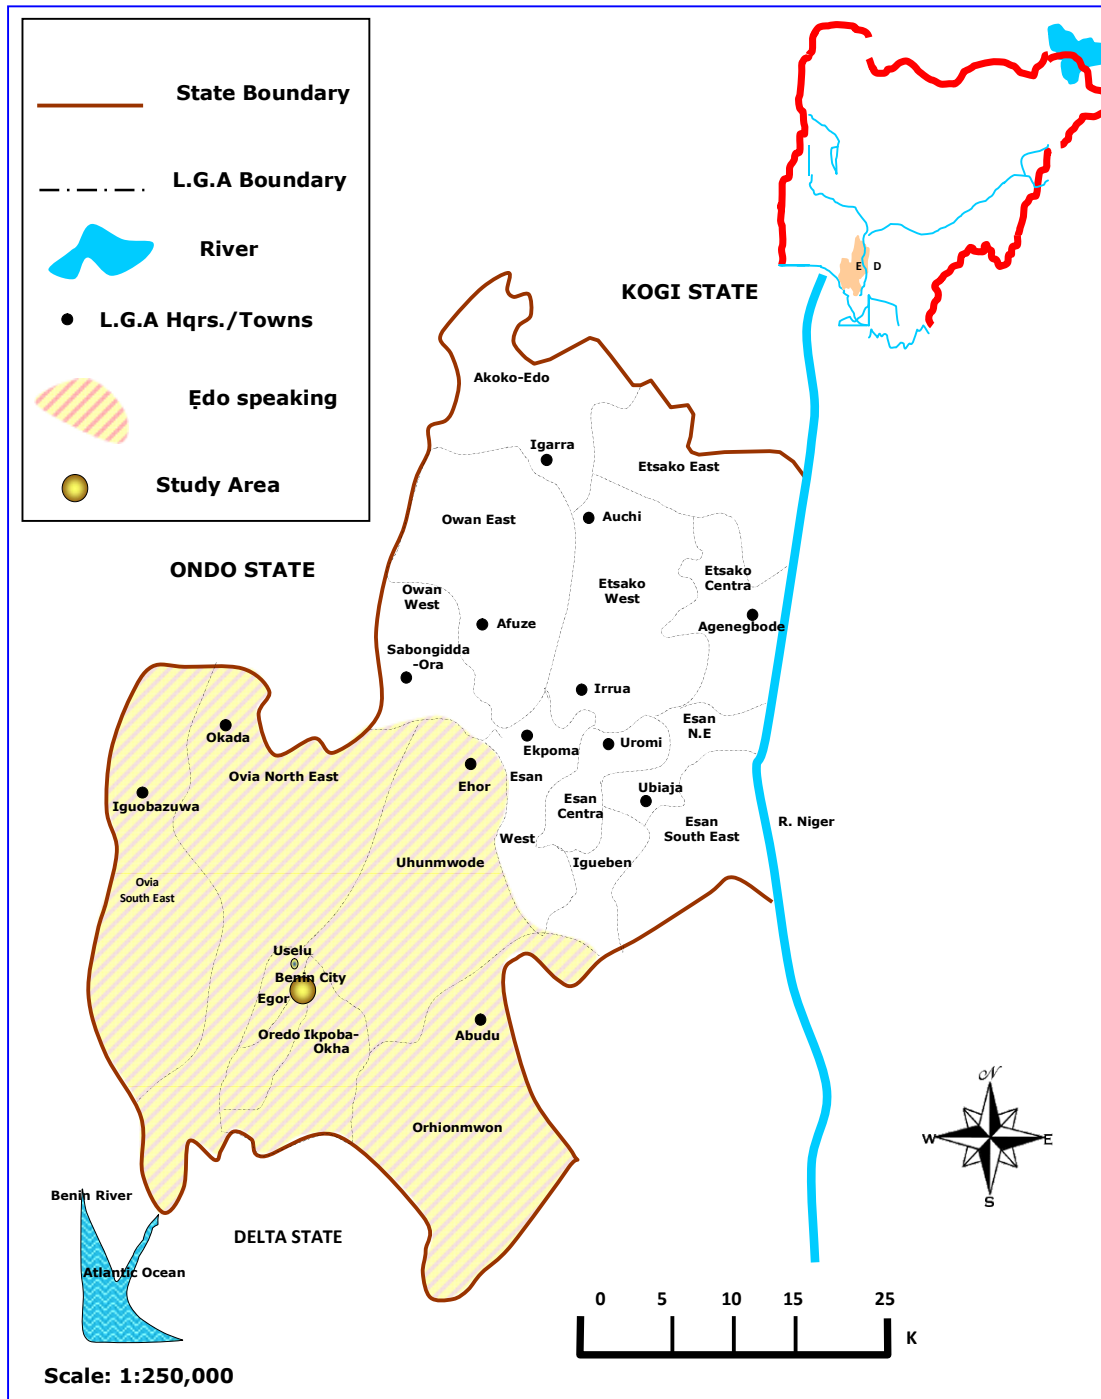 State Boundary
L.G.A Boundary
River
L.G.A Hqrs./Towns
Ẹdo speaking
Study Area
E D
KOGI STATE
Akoko-Edo
Igarra
Etsako East
Owan East
Auchi
ONDO STATE
Etsako
Centra
Etsako
West
Owan
West
Afuze
Agenegbode
Sabongidda
-Ora
Irrua
Esan
N.E
Okada
Ekpoma
Uromi
Ovia North East
Esan
Ehor
Ubiaja
Iguobazuwa
Esan
Centra
Esan
South East
R. Niger
West
Uhunmwode
Igueben
Ovia
South East
Uselu
Benin City
Egor
Oredo Ikpoba-
Okha
Abudu
Orhionmwon
N
W E
S
Benin River
DELTA STATE
Atlantic Ocean
0 5 10 15 25
K
Scale: 1:250,000